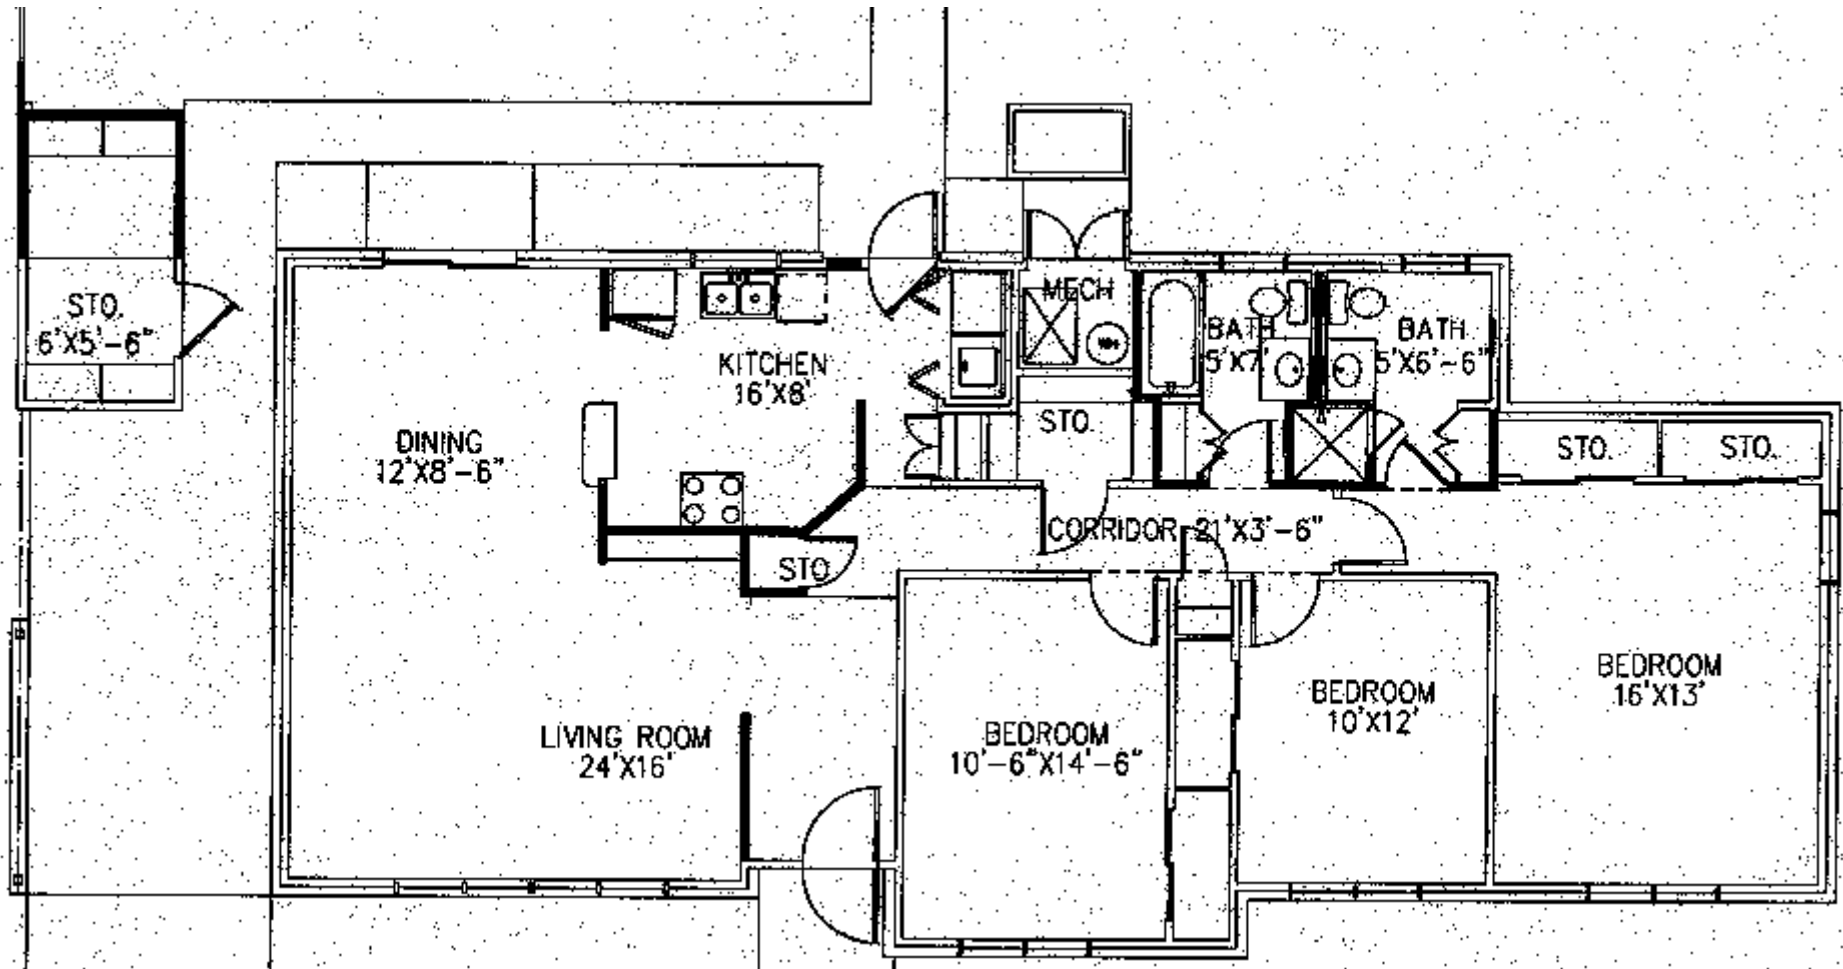 STO.
6'X5'-6"
DINING
12'X8'-6"
KITCHEN
16'X8'
MECH
STO.
BATH
5'X7'
BATH
5'X6'-6"
STO.
STO.
CORRIDOR 21'X3'-6"
STO
LIVING ROOM
24'X16'
BEDROOM
10'-6"X14'-6"
BEDROOM
10'X12'
BEDROOM
16'X13'